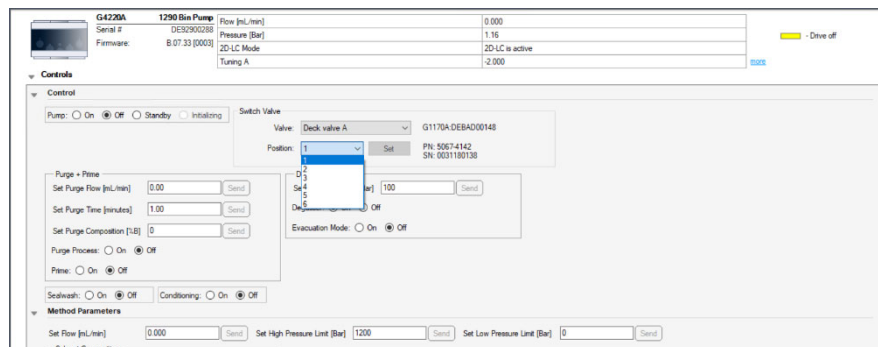 G4220A 1290 Bin Pump
Serial # DE92900288
Firmware: B.07.33 [0003]
Flow [mL/min] 0.000
Pressure [Bar] 1.16
2D-LC Mode 2D-LC is active
Tuning A -2.000
more
- Drive off
Controls
Control
Pump: On Off Standby Initializing
Switch Valve
Valve: Deck valve A G1170A:DEBAD00148
Position: 1 Set PN: 5067-4142
SN: 0031180138
1
2
3
4
5
6
Purge + Prime
Set Purge Flow [mL/min] 0.00 Send
Set Purge Time [minutes] 1.00 Send
Set Purge Composition [%B] 0 Send
Purge Process: On Off
Prime: On Off
100 Send
Off
Evacuation Mode: On Off
Sealwash: On Off Conditioning: On Off
Method Parameters
Set Flow [mL/min] 0.000 Send Set High Pressure Limit [Bar] 1200 Send Set Low Pressure Limit [Bar] 0 Send